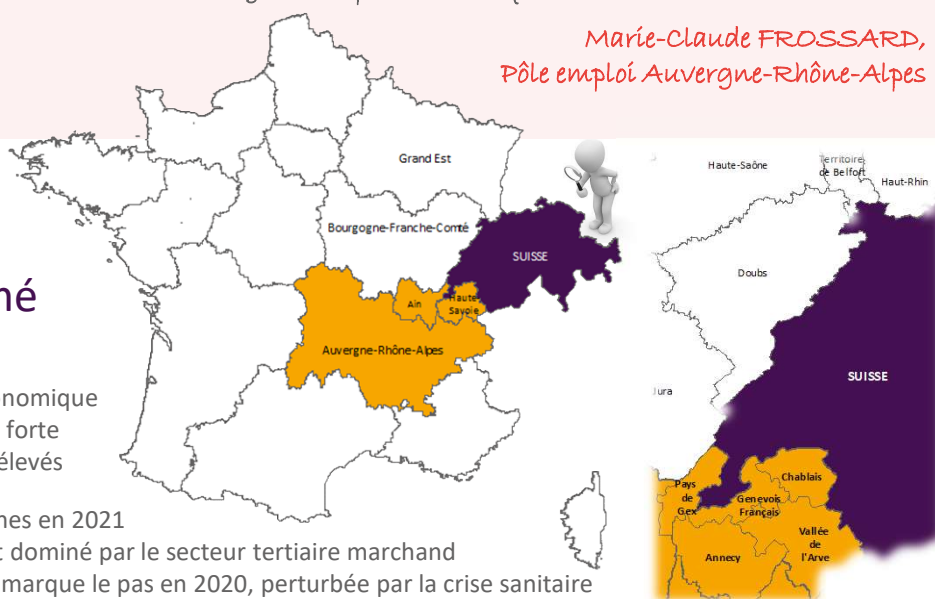 Marie-Claude FROSSARD,
Pôle emploi Auvergne-Rhône-Alpes
Grand Est
Bourgogne-Franche-Comté
SUISSE
Ain
Haute
Savoie
Auvergne-Rhône-Alpes
Haute-Saône
Territoire
de Belfort
Haut-Rhin
Doubs
Jura
SUISSE
Pays
de
Gex
Genevois
Français
Chablais
Annecy
Vallée
de
l'Arve
né
nomique
forte
élevés
nes en 2021
t dominé par le secteur tertiaire marchand
marque le pas en 2020, perturbée par la crise sanitaire